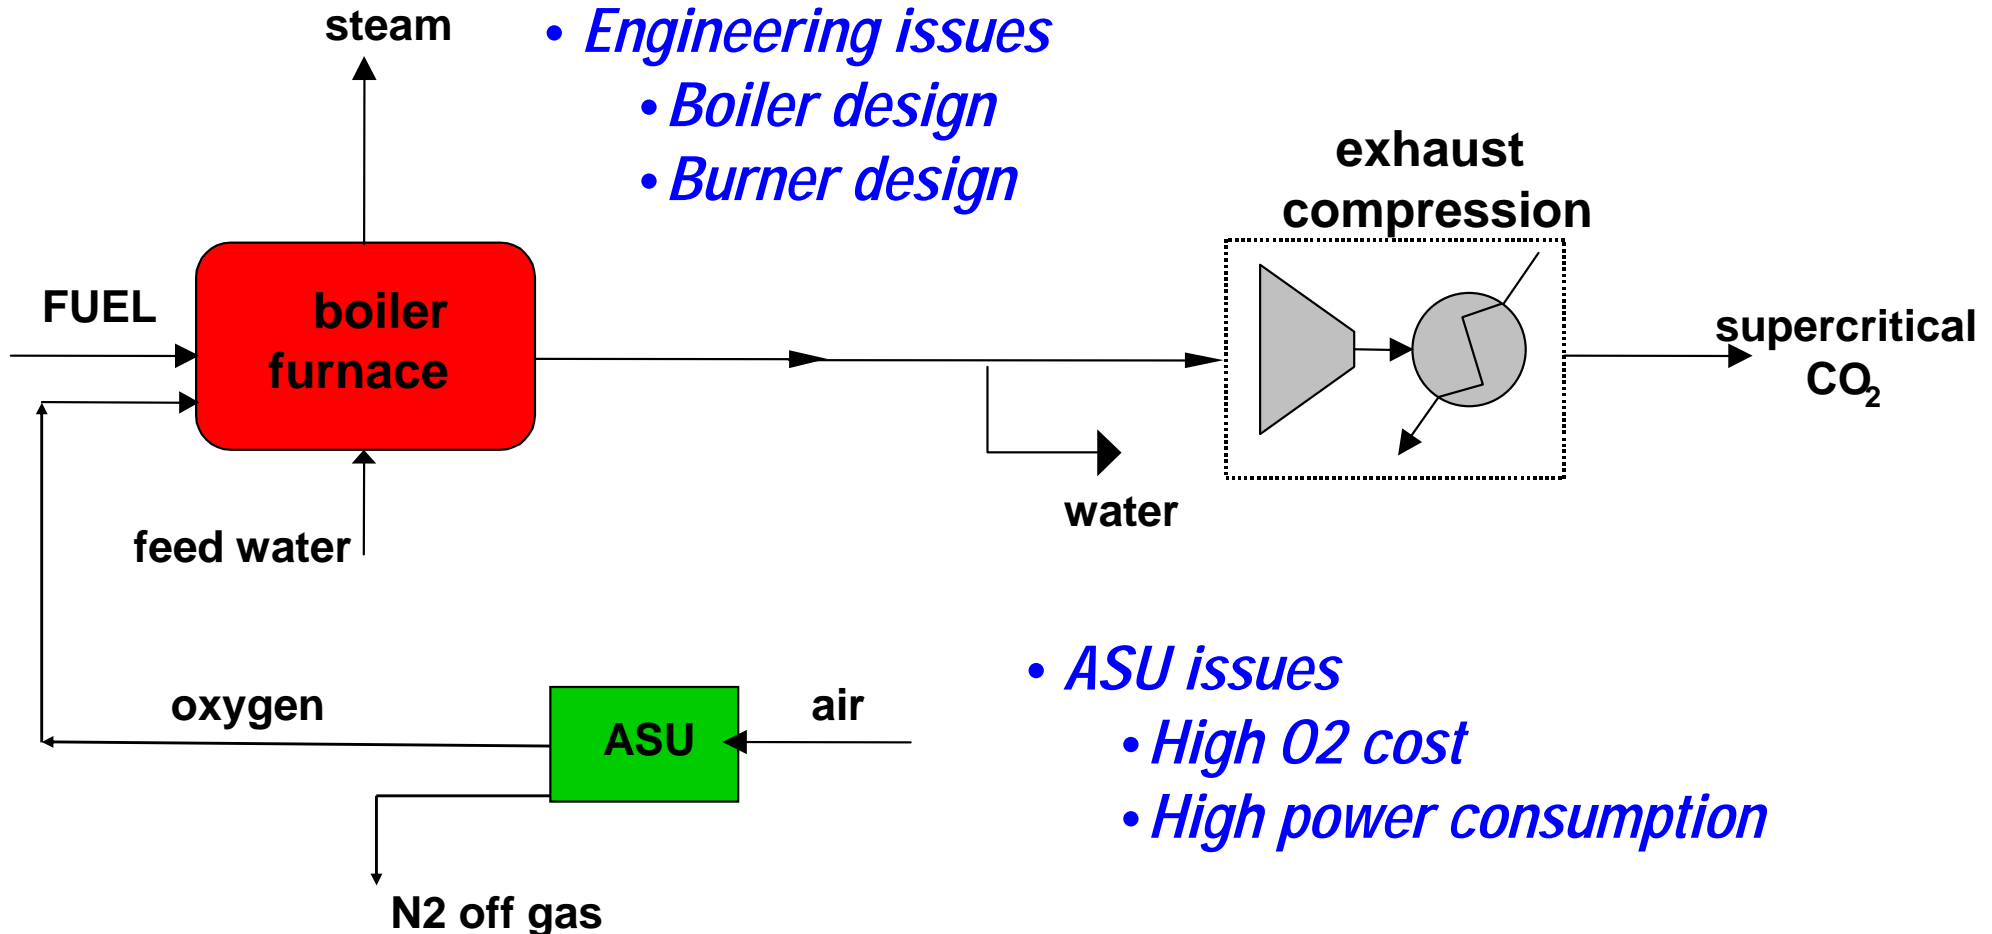 steam
• Engineering issues
• Boiler design
• Burner design
exhaust
compression
FUEL
boiler
furnace
supercritical
CO2
water
feed water
• ASU issues
oxygen
ASU
air
• High O2 cost
• High power consumption
N2 off gas